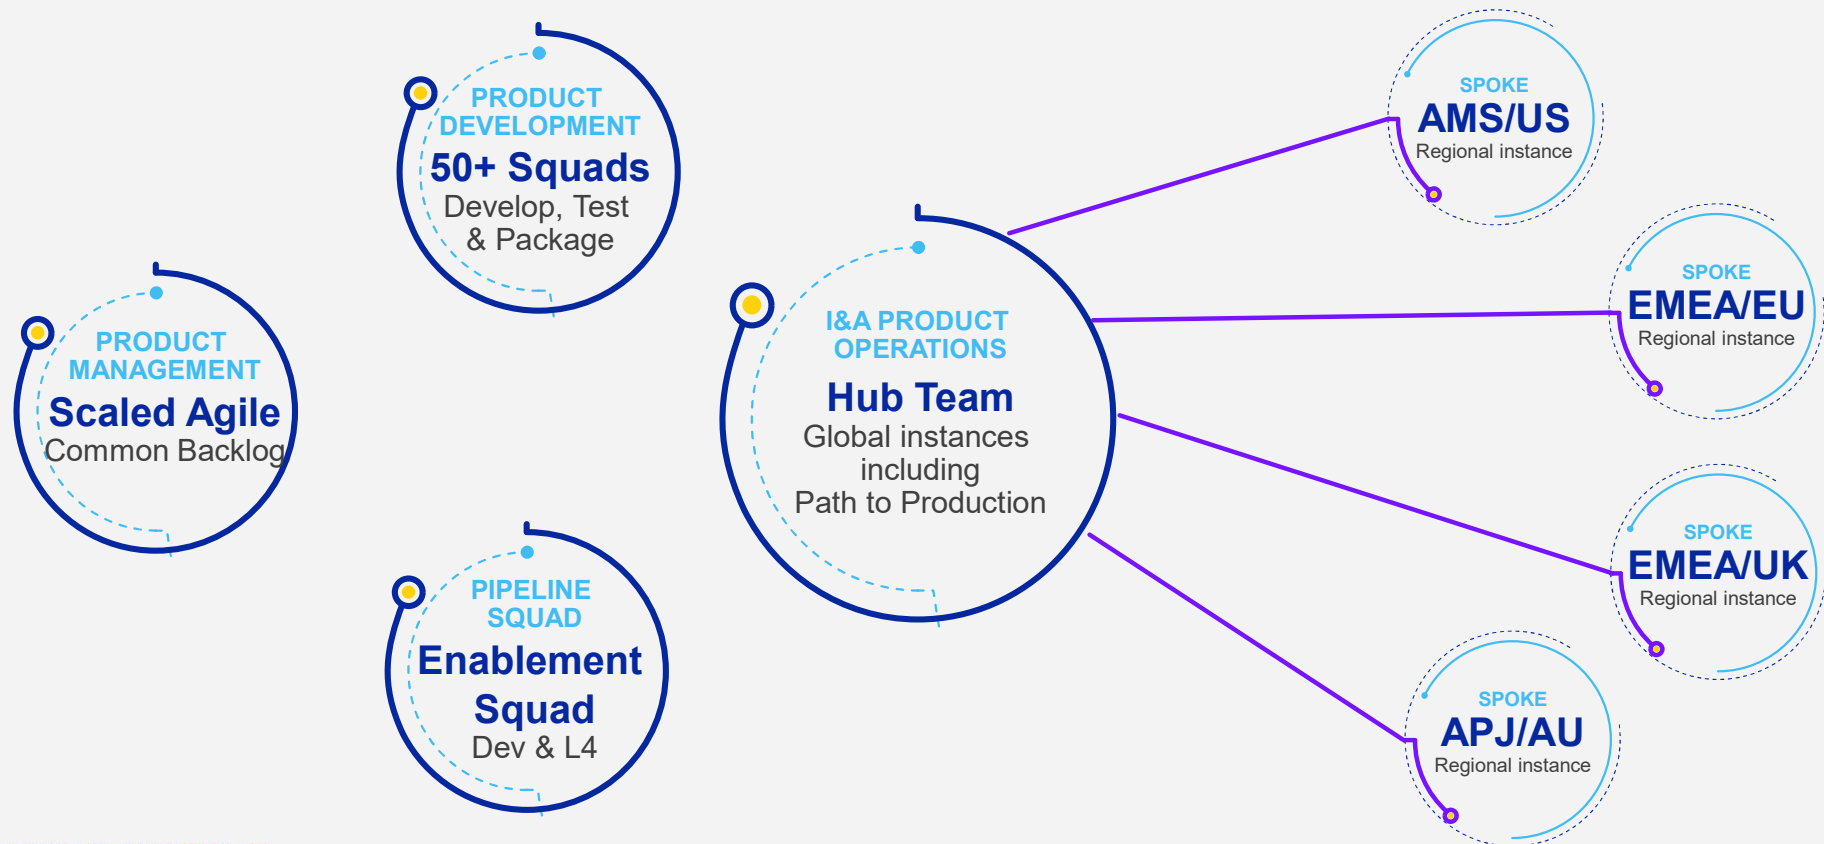 PRODUCT
MANAGEMENT
Scaled Agile
Common Backlog
PRODUCT
DEVELOPMENT
50+ Squads
Develop, Test
& Package
PIPELINE
SQUAD
Enablement
Squad
Dev & L4
I&A PRODUCT
OPERATIONS
Hub Team
Global instances
including
Path to Production
SPOKE
AMS/US
Regional instance
SPOKE
EMEA/EU
Regional instance
SPOKE
EMEA/UK
Regional instance
SPOKE
APJ/AU
Regional instance